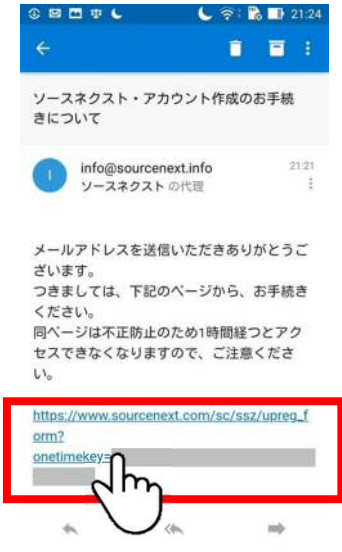 21:24
ソースネクスト・アカウント作成のお手続
きについて
I
info@sourcenext.info
21:21
ソースネクスト の代理
メールアドレスを送信いただきありがとうご
ざいます。
つきましては、下記のページから、お手続き
ください。
同ページは不正防止のため1時間経つとアク
セスできなくなりますので、ご注意くださ
い。
https://www.sourcenext.com/sc/ssz/upreg_f
orm?
onetimekey=